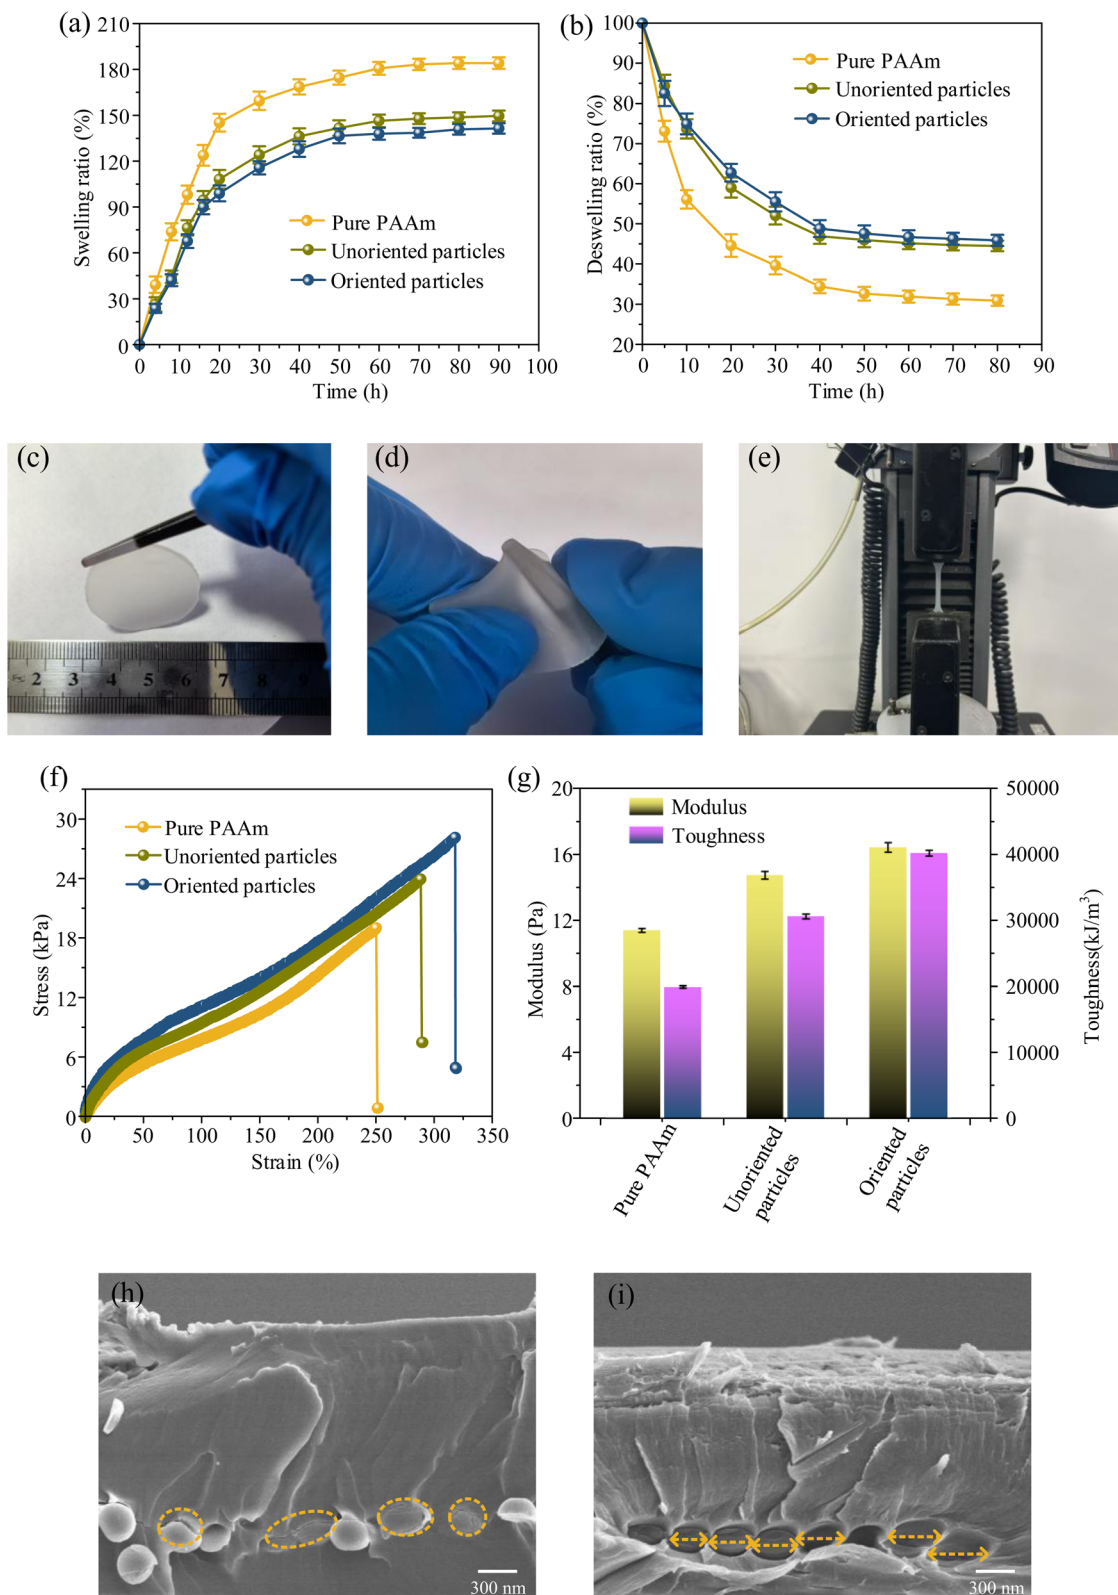 (a)
210
180
150
120
90
60
30
0
Swelling ratio (%)
Pure PAAm
Unoriented particles
Oriented particles
0 10 20 30 40 50 60 70 80 90 100
Time (h)
(b)
100
90
80
70
60
50
40
30
20
Deswelling ratio (%)
Pure PAAm
Unoriented particles
Oriented particles
0 10 20 30 40 50 60 70 80 90
Time (h)
(c)
2 3 4 5 6 7 8 9
(d)
(e)
(f)
30
24
18
12
6
0
Stress (kPa)
Pure PAAm
Unoriented particles
Oriented particles
0 50 100 150 200 250 300 350
Strain (%)
(g)
20
16
12
8
4
0
Modulus (Pa)
Modulus
Toughness
50000
40000
30000
20000
10000
0
Toughness(kJ/m³)
Pure PAAm
Unoriented
particles
Oriented
particles
(h)
300 nm
(i)
300 nm